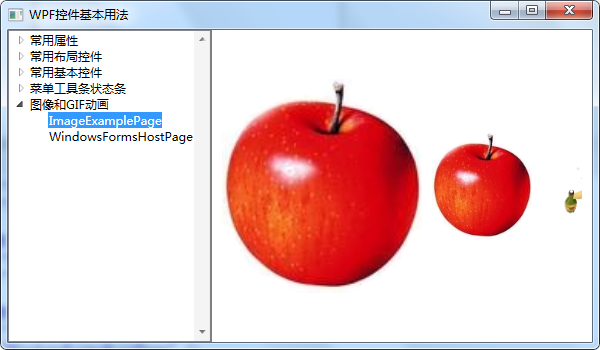 WPF控件基本用法
常用属性
常用布局控件
常用基本控件
菜单工具条状态条
图像和GIF动画
ImageExamplePage
WindowsFormsHostPage